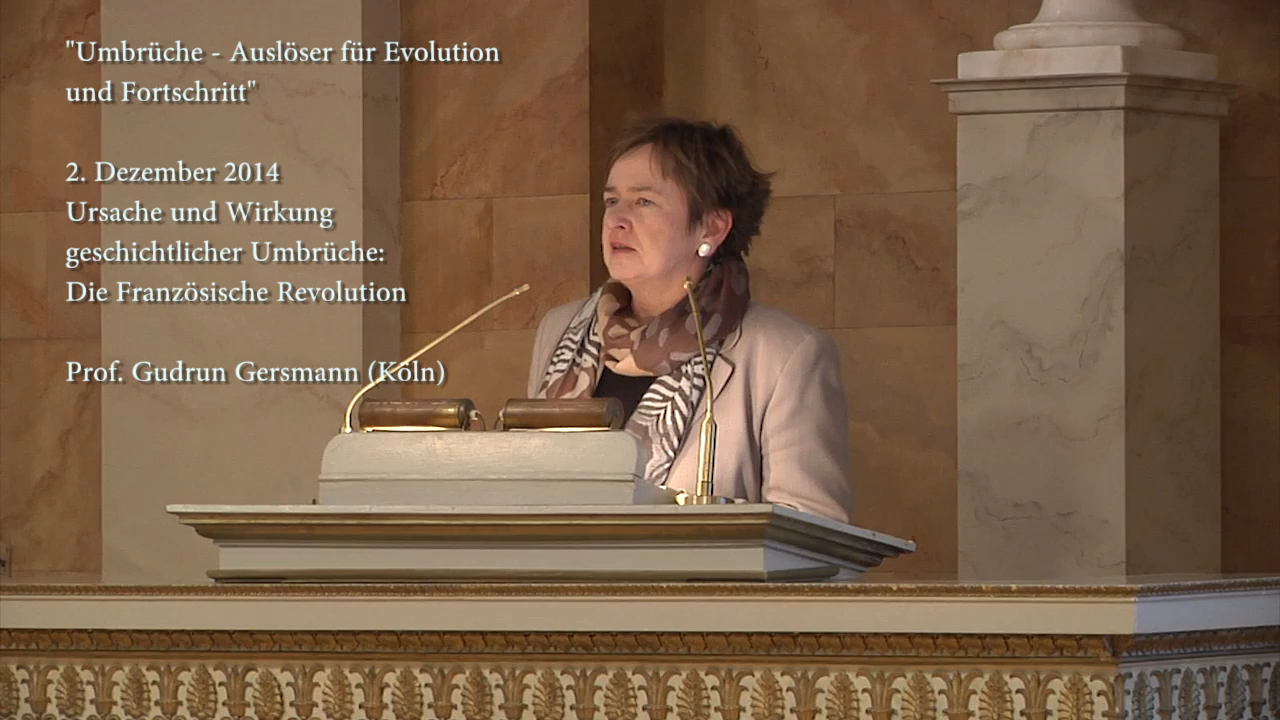 "Umbrüche - Auslöser für Evolution
und Fortschritt"
2. Dezember 2014
Ursache und Wirkung
geschichtlicher Umbrüche:
Die Französische Revolution
Prof. Gudrun Gersmann (Köln)